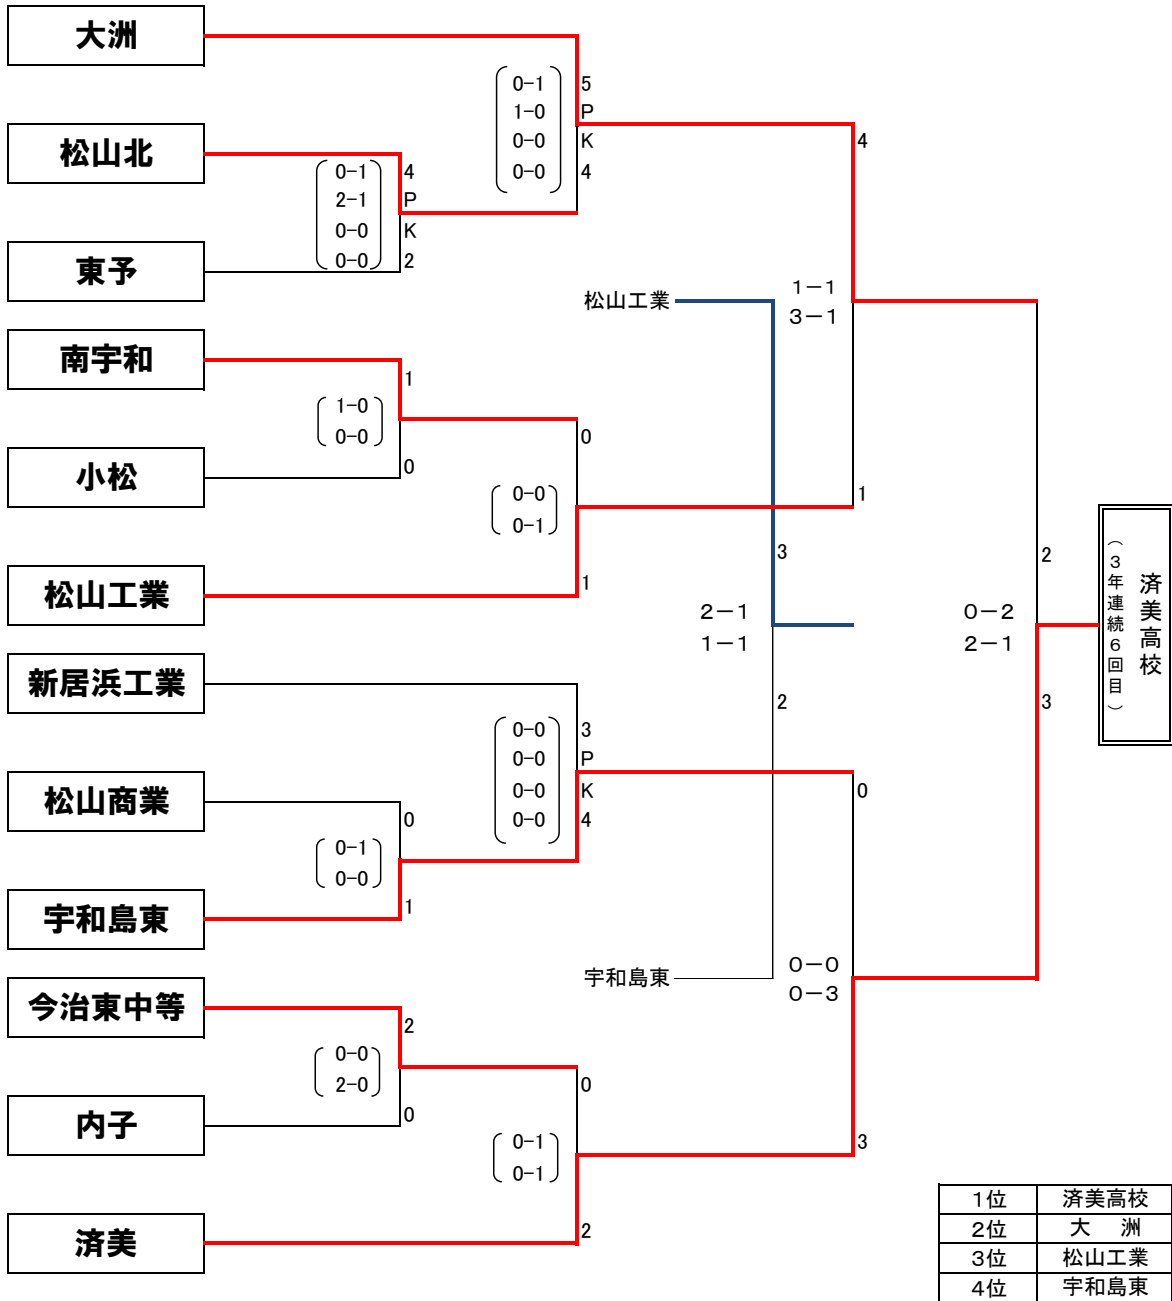 大洲
松山北
東予
南宇和
小松
松山工業
新居浜工業
松山商業
宇和島東
今治東中等
内子
済美
0-1
2-1
0-0
0-0
4
P
K
2
1
1-0
0-0
0
0
0-1
0-0
1
2
0-0
2-0
0
0-1
1-0
0-0
0-0
5
P
K
4
0
0-0
0-1
1
0-0
0-0
0-0
0-0
3
P
K
4
0
0-1
0-1
2
松山工業
3
2－1
1－1
2
宇和島東
4
1－1
3－1
1
0
0－0
0－3
3
2
0－2
2－1
3
済美高校
（3年連続6回目）
1位 済美高校
2位 大 洲
3位 松山工業
4位 宇和島東